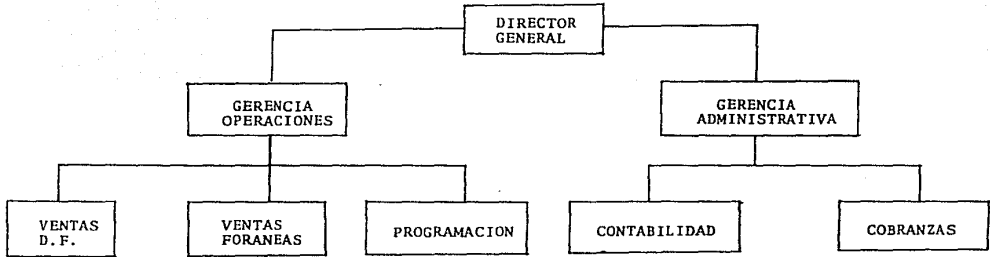 DIRECTOR
GENERAL
GERENCIA
OPERACIONES
GERENCIA
ADMINISTRATIVA
VENTAS
D.F.
VENTAS
FORANEAS
PROGRAMACION
CONTABILIDAD
COBRANZAS